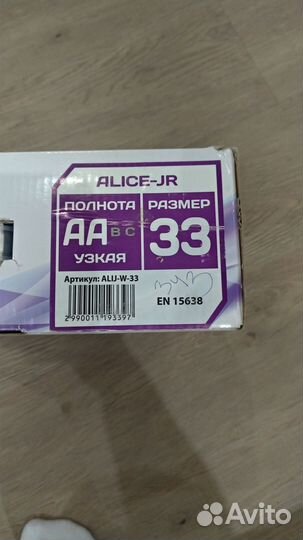 ALICE-JR
ПОЛНОТА РАЗМЕР
AA B C 33
УЗКАЯ
Артикул: ALIJ-W-33
EN 15638
2990011193397
Avito